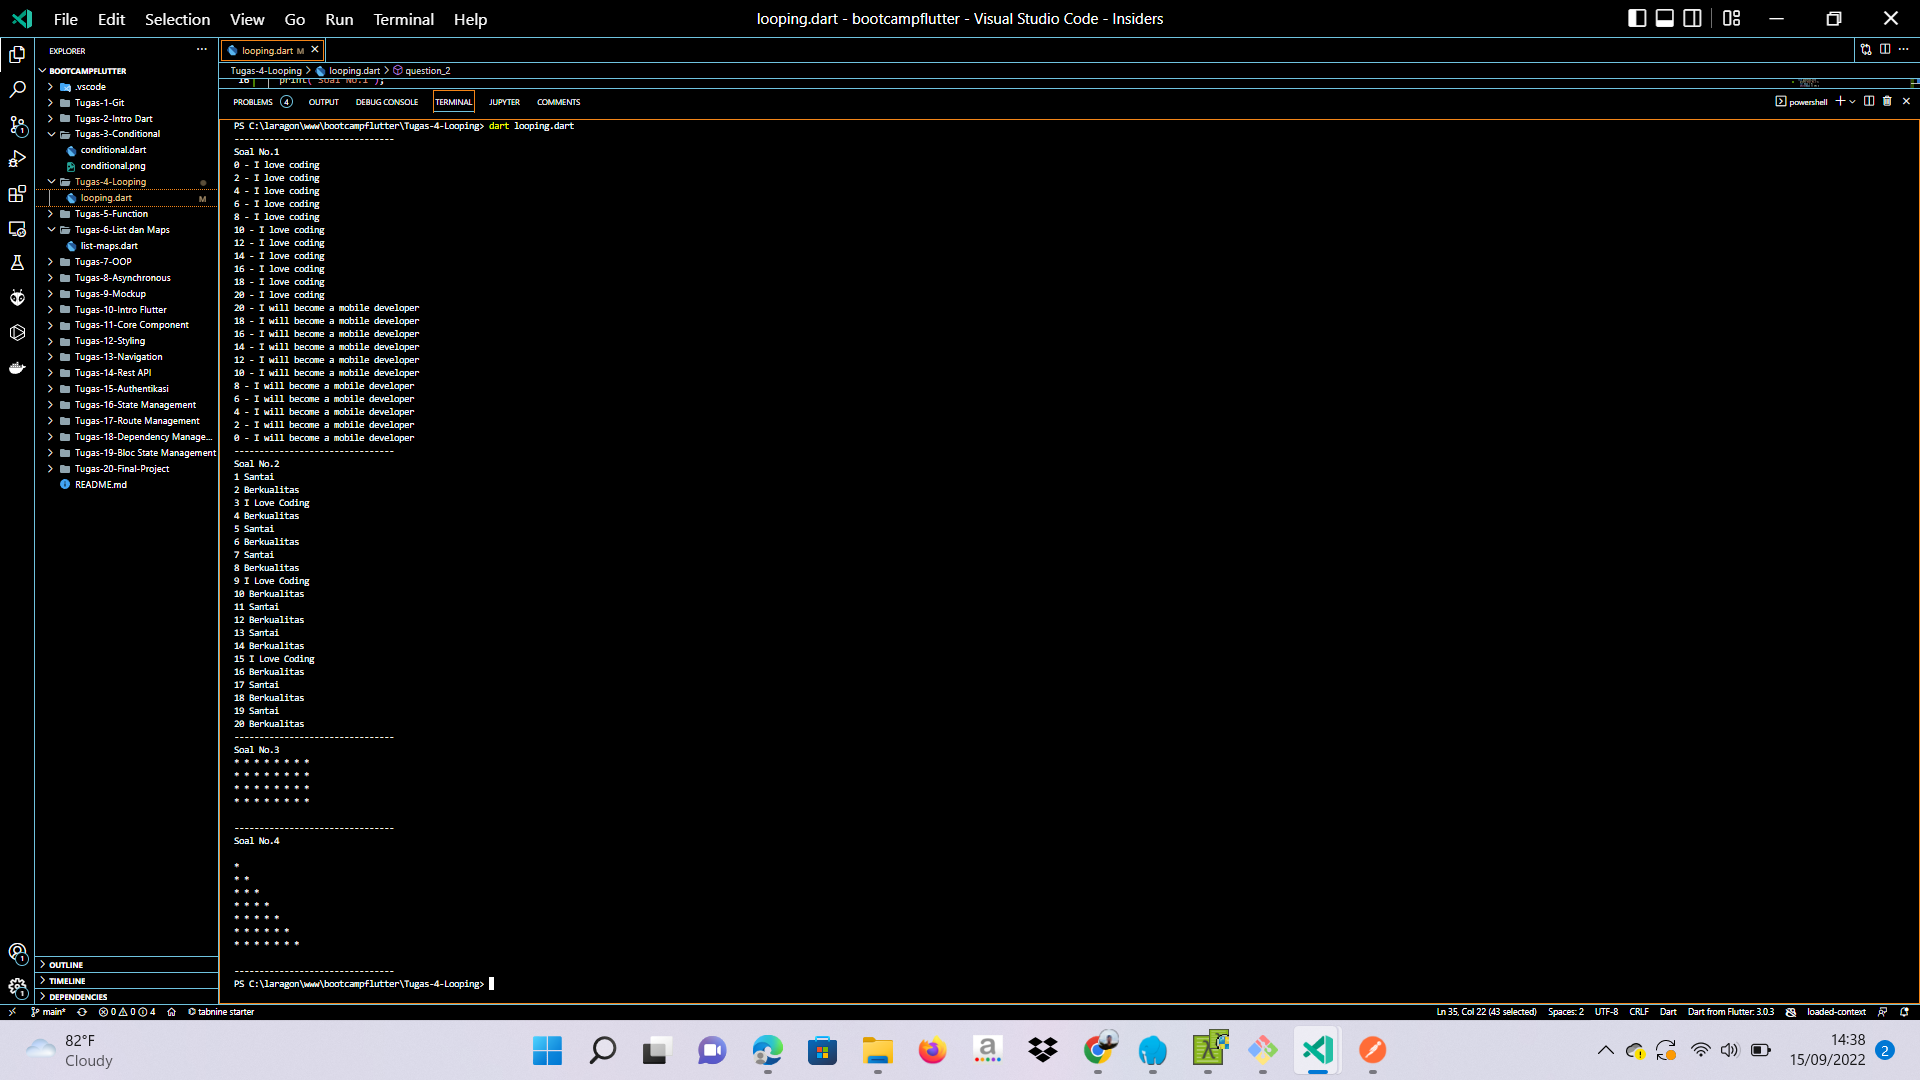 File Edit Selection View Go Run Terminal Help
looping.dart - bootcampflutter - Visual Studio Code - Insiders
EXPLORER
BOOTCAMPFLUTTER
.vscode
Tugas-1-Git
Tugas-2-Intro Dart
Tugas-3-Conditional
conditional.dart
conditional.png
Tugas-4-Looping
looping.dart M
Tugas-5-Function
Tugas-6-List dan Maps
list-maps.dart
Tugas-7-OOP
Tugas-8-Asynchronous
Tugas-9-Mockup
Tugas-10-Intro Flutter
Tugas-11-Core Component
Tugas-12-Styling
Tugas-13-Navigation
Tugas-14-Rest API
Tugas-15-Authentikasi
Tugas-16-State Management
Tugas-17-Route Management
Tugas-18-Dependency Manage...
Tugas-19-Bloc State Management
Tugas-20-Final-Project
README.md
OUTLINE
TIMELINE
DEPENDENCIES
looping.dart M
Tugas-4-Looping > looping.dart > question_2
16 print('Soal No.1');
PROBLEMS 4 OUTPUT DEBUG CONSOLE TERMINAL JUPYTER COMMENTS
powershell
PS C:\laragon\www\bootcampflutter\Tugas-4-Looping> dart looping.dart
--------------------------------
Soal No.1
0 - I love coding
2 - I love coding
4 - I love coding
6 - I love coding
8 - I love coding
10 - I love coding
12 - I love coding
14 - I love coding
16 - I love coding
18 - I love coding
20 - I love coding
20 - I will become a mobile developer
18 - I will become a mobile developer
16 - I will become a mobile developer
14 - I will become a mobile developer
12 - I will become a mobile developer
10 - I will become a mobile developer
8 - I will become a mobile developer
6 - I will become a mobile developer
4 - I will become a mobile developer
2 - I will become a mobile developer
0 - I will become a mobile developer
--------------------------------
Soal No.2
1 Santai
2 Berkualitas
3 I Love Coding
4 Berkualitas
5 Santai
6 Berkualitas
7 Santai
8 Berkualitas
9 I Love Coding
10 Berkualitas
11 Santai
12 Berkualitas
13 Santai
14 Berkualitas
15 I Love Coding
16 Berkualitas
17 Santai
18 Berkualitas
19 Santai
20 Berkualitas
--------------------------------
Soal No.3
* * * * * * * *
* * * * * * * *
* * * * * * * *
* * * * * * * *
--------------------------------
Soal No.4
*
* *
* * *
* * * *
* * * * *
* * * * * *
* * * * * * *
--------------------------------
PS C:\laragon\www\bootcampflutter\Tugas-4-Looping>
main* 0 0 4 tabnine starter
Ln 35, Col 22 (43 selected) Spaces: 2 UTF-8 CRLF Dart Dart from Flutter: 3.0.3 loaded-context
82°F
Cloudy
14:38
15/09/2022
2